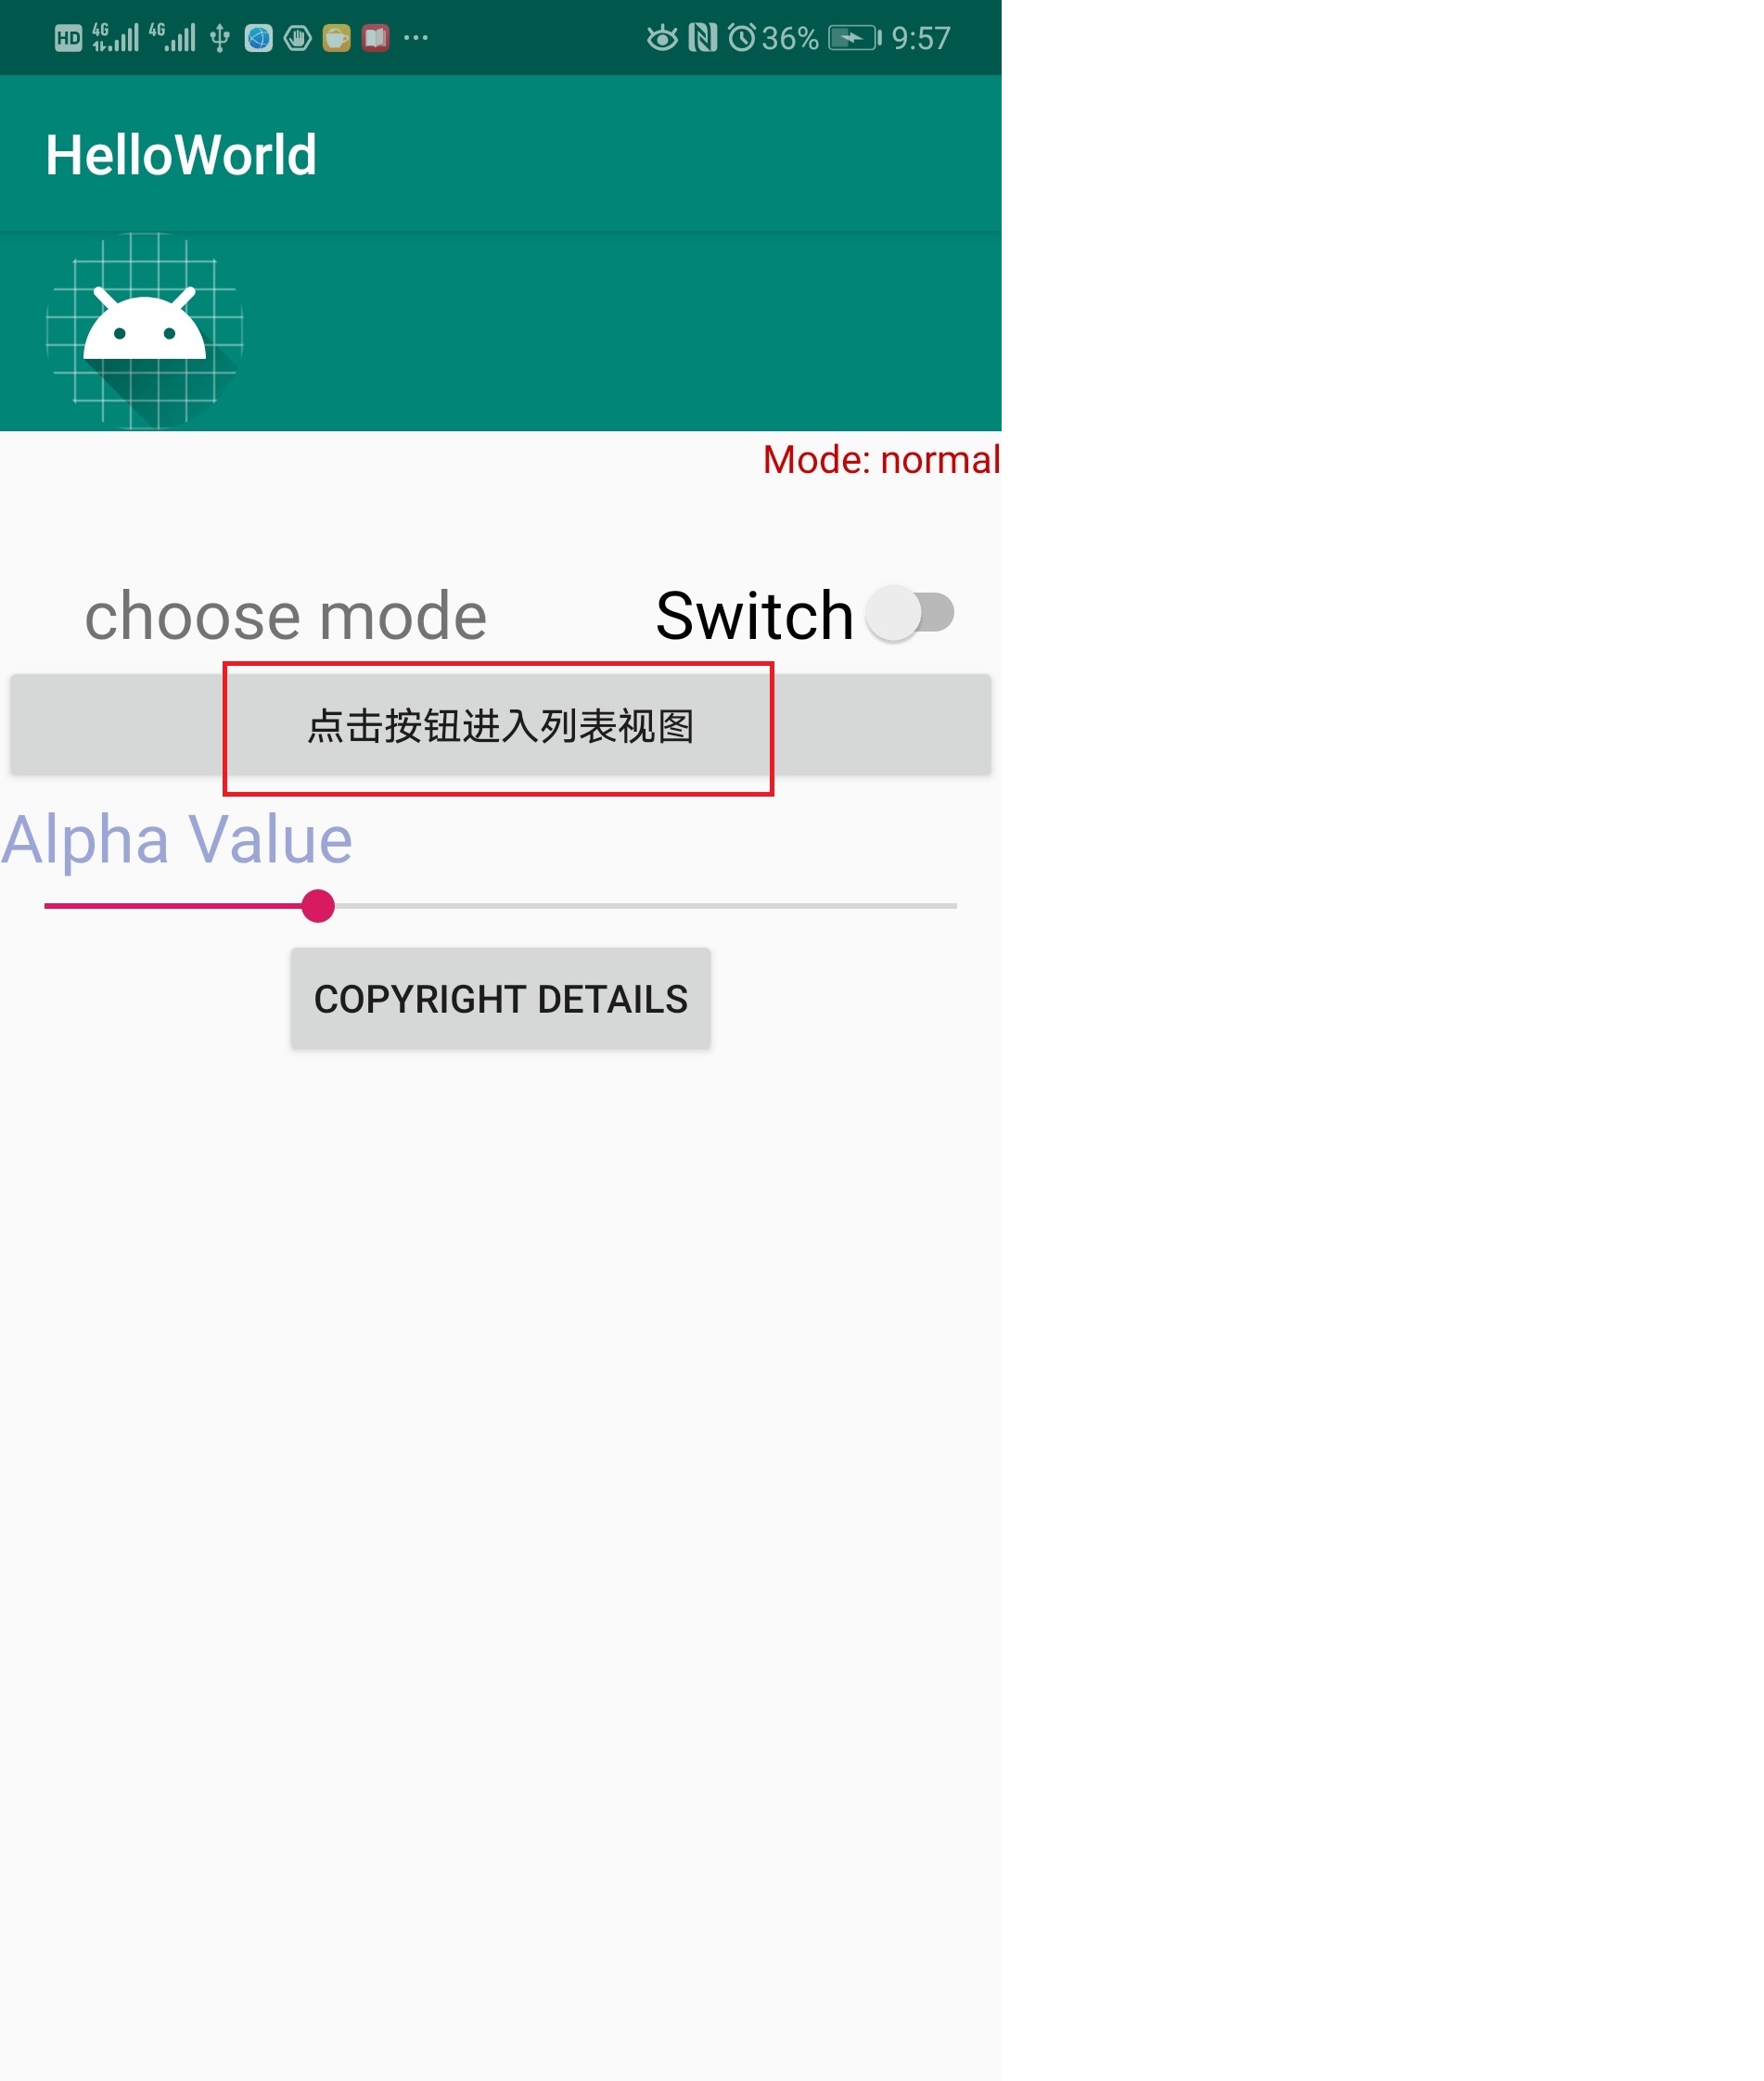 HD 4G 4G 36% 9:57
HelloWorld
Mode: normal
choose mode Switch
点击按钮进入列表视图
Alpha Value
COPYRIGHT DETAILS